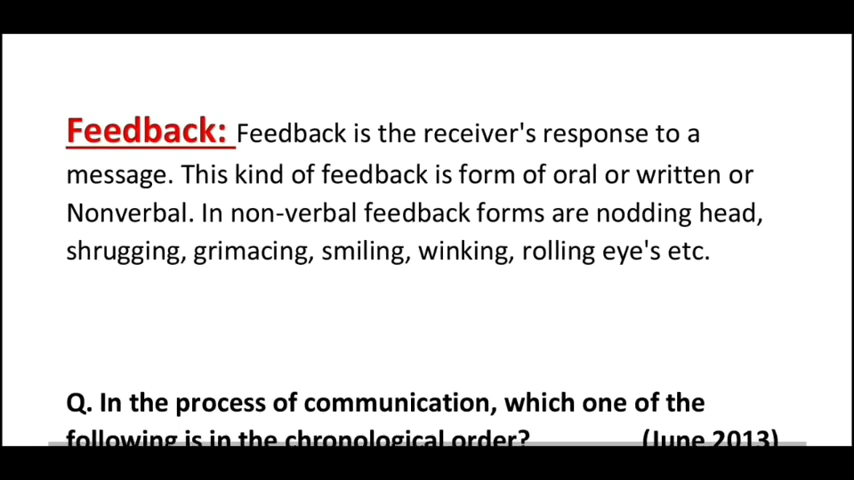 Feedback: Feedback is the receiver's response to a
message. This kind of feedback is form of oral or written or
Nonverbal. In non-verbal feedback forms are nodding head,
shrugging, grimacing, smiling, winking, rolling eye's etc.
Q. In the process of communication, which one of the
following is in the chronological order? (June 2013)